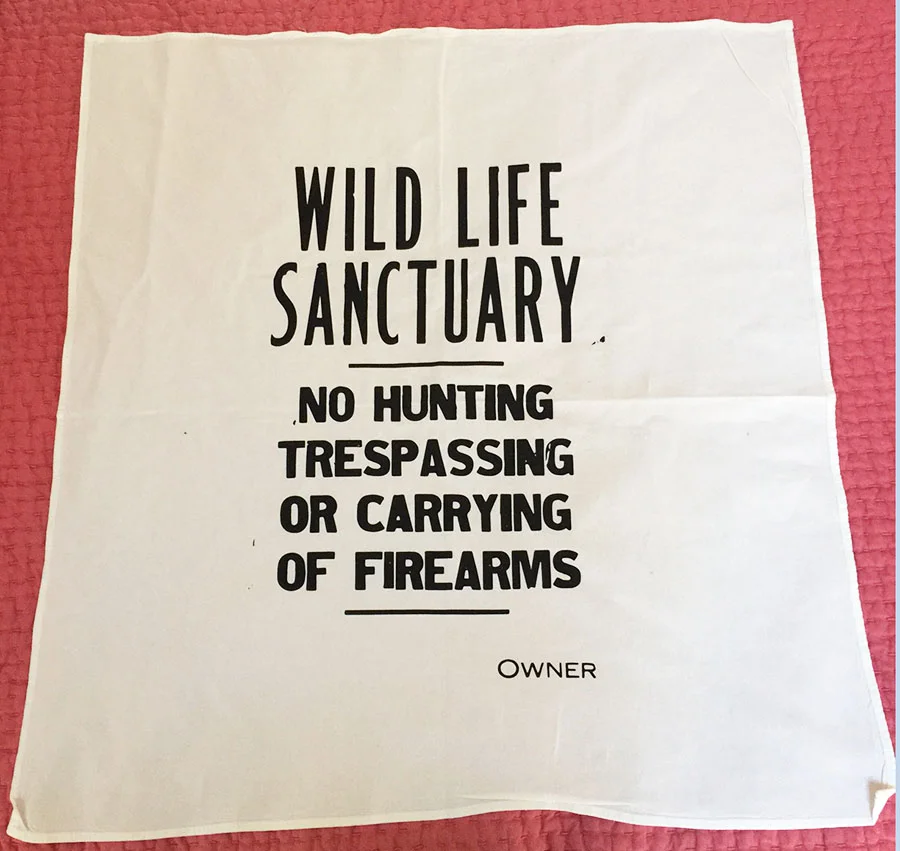 WILD LIFE
SANCTUARY
NO HUNTING
TRESPASSING
OR CARRYING
OF FIREARMS
OWNER